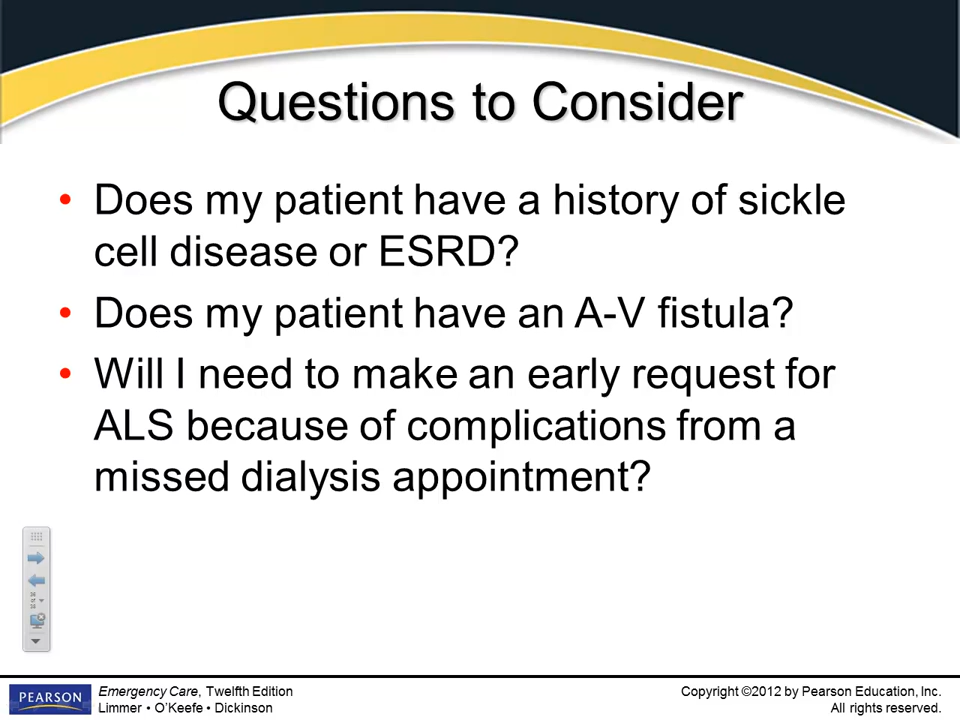 Questions to Consider
• Does my patient have a history of sickle
cell disease or ESRD?
• Does my patient have an A-V fistula?
• Will I need to make an early request for
ALS because of complications from a
missed dialysis appointment?
PEARSON
Emergency Care, Twelfth Edition
Limmer • O’Keefe • Dickinson
Copyright ©2012 by Pearson Education, Inc.
All rights reserved.